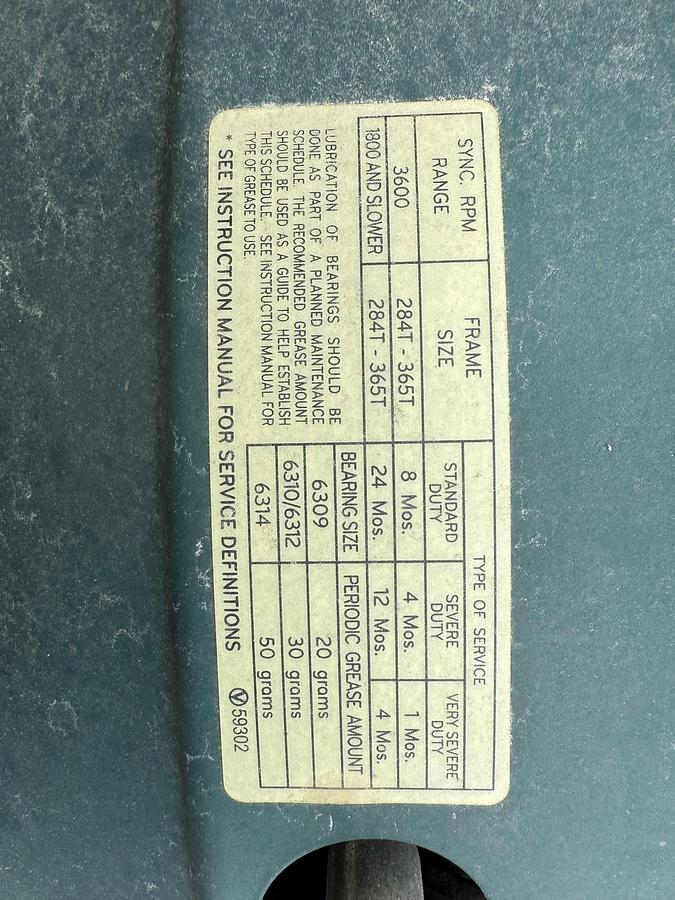 SYNC. RPM RANGE FRAME SIZE TYPE OF SERVICE
STANDARD DUTY SEVERE DUTY VERY SEVERE DUTY
3600 284T - 365T 8 Mos. 4 Mos. 1 Mos.
1800 AND SLOWER 284T - 365T 24 Mos. 12 Mos. 4 Mos.
LUBRICATION OF BEARINGS SHOULD BE
DONE AS PART OF A PLANNED MAINTENANCE
SCHEDULE. THE RECOMMENDED GREASE AMOUNT
SHOULD BE USED AS A GUIDE TO HELP ESTABLISH
THIS SCHEDULE. SEE INSTRUCTION MANUAL FOR
TYPE OF GREASE TO USE.
BEARING SIZE PERIODIC GREASE AMOUNT
6309 20 grams
6310/6312 30 grams
6314 50 grams
* SEE INSTRUCTION MANUAL FOR SERVICE DEFINITIONS
59302